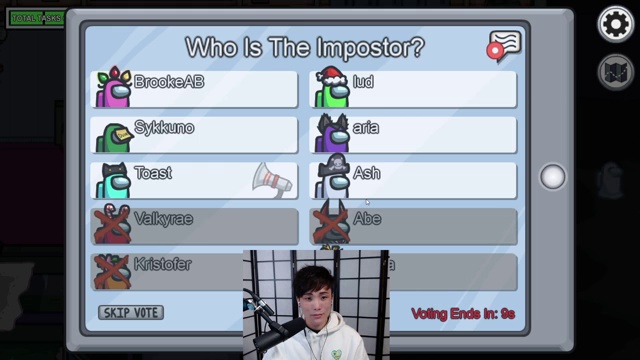 TOTAL TASKS
Who Is The Impostor?
BrookeAB
lud
Sykkuno
aria
Toast
Ash
Valkyrae
Abe
Kristofer
SKIP VOTE
Voting Ends In: 9s